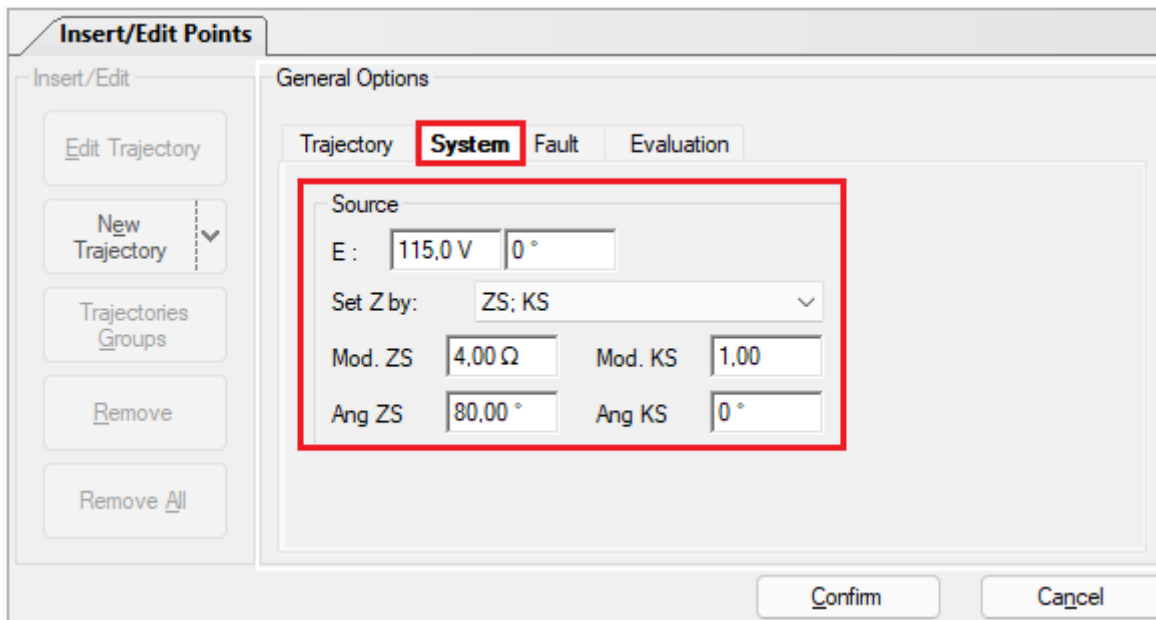 Insert/Edit Points
Insert/Edit
Edit Trajectory
New
Trajectory
Trajectories
Groups
Remove
Remove All
General Options
Trajectory System Fault Evaluation
Source
E : 115,0 V 0 °
Set Z by: ZS; KS
Mod. ZS 4,00 Ω Mod. KS 1,00
Ang ZS 80,00 ° Ang KS 0 °
Confirm Cancel